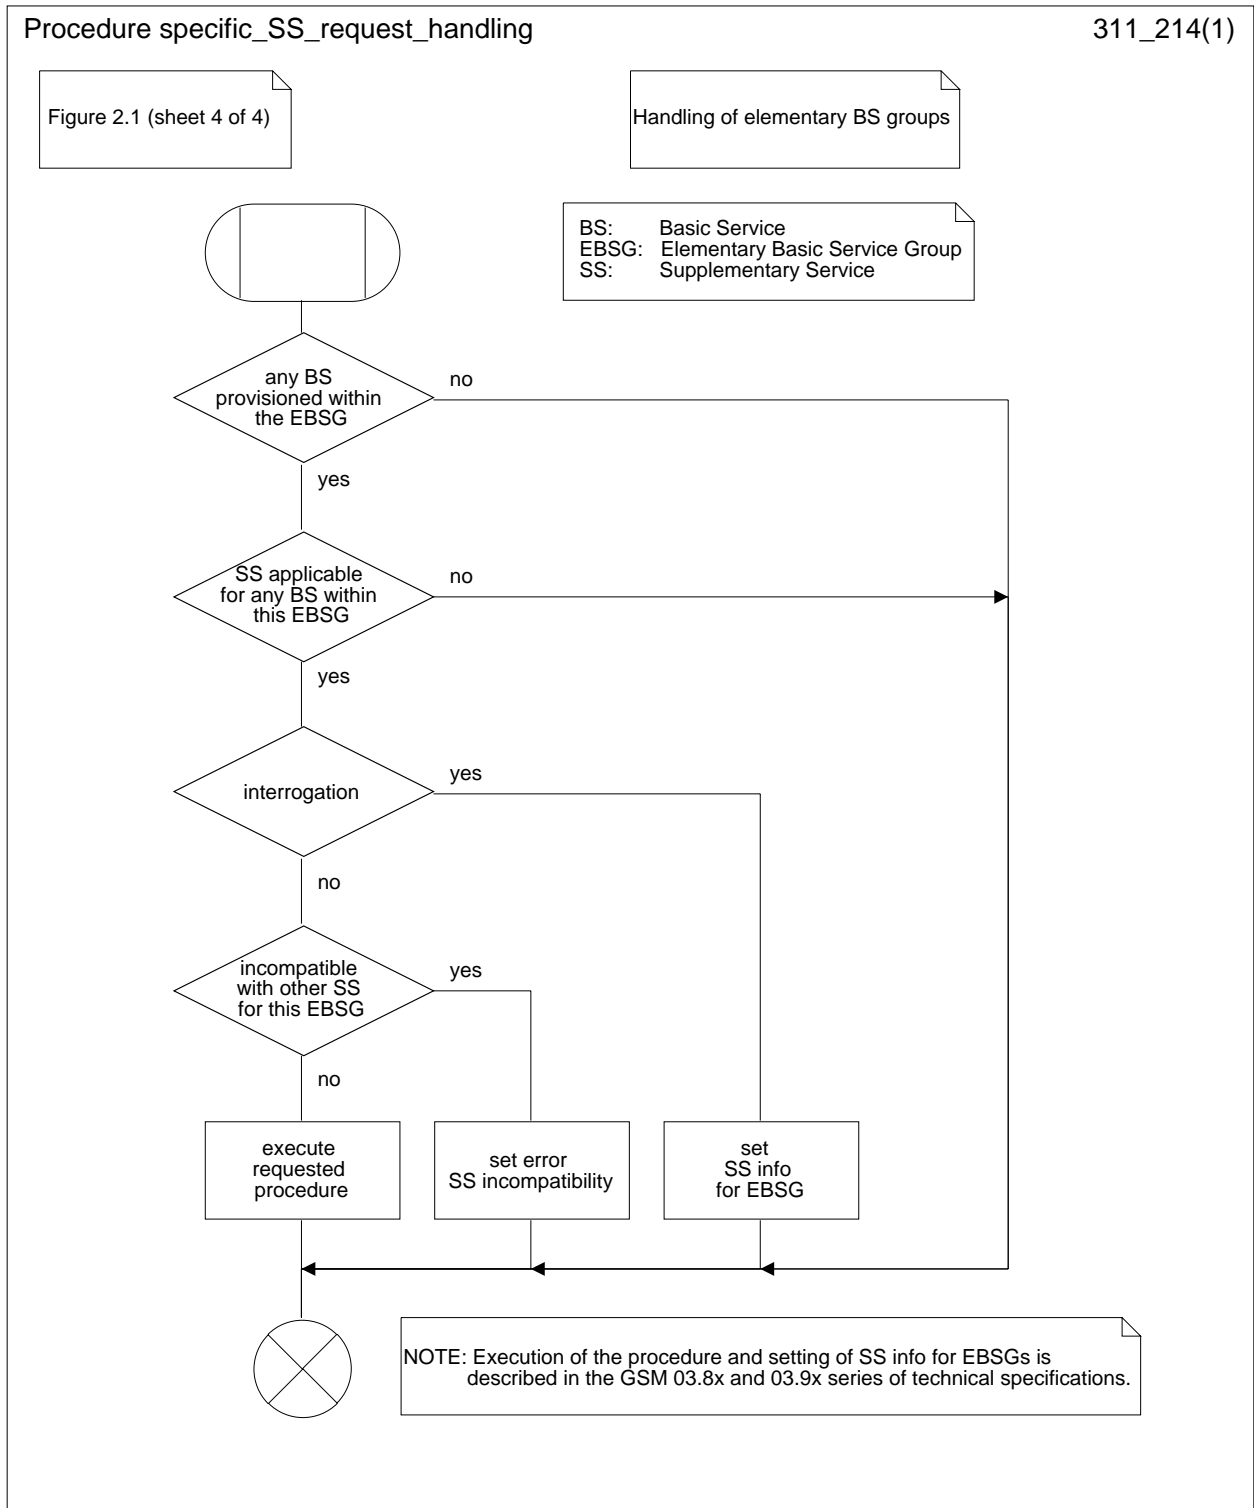 Procedure specific_SS_request_handling 311_214(1)
Figure 2.1 (sheet 4 of 4)
Handling of elementary BS groups
BS: Basic Service
EBSG: Elementary Basic Service Group
SS: Supplementary Service
any BS
provisioned within
the EBSG
no
yes
SS applicable
for any BS within
this EBSG
no
yes
interrogation
yes
no
incompatible
with other SS
for this EBSG
yes
no
execute
requested
procedure
set error
SS incompatibility
set
SS info
for EBSG
NOTE: Execution of the procedure and setting of SS info for EBSGs is
described in the GSM 03.8x and 03.9x series of technical specifications.